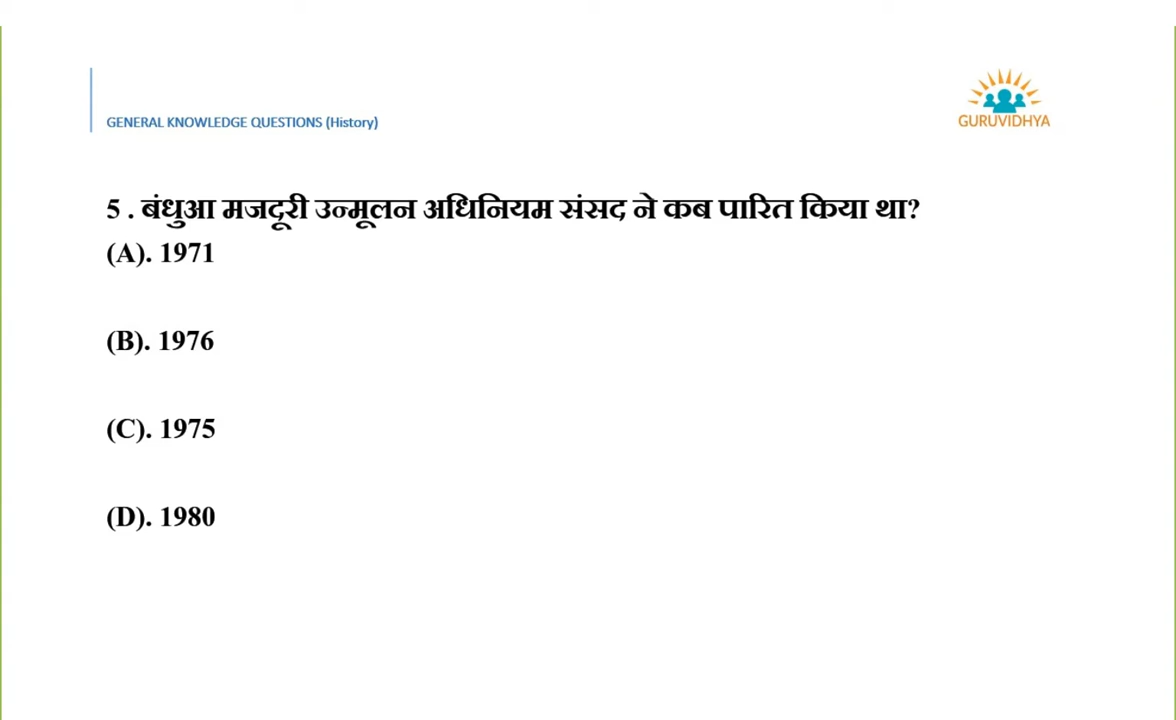 GENERAL KNOWLEDGE QUESTIONS (History)
GURUVIDHYA
5 . बंधुआ मजदूरी उन्मूलन अधिनियम संसद ने कब पारित किया था?
(A). 1971
(B). 1976
(C). 1975
(D). 1980